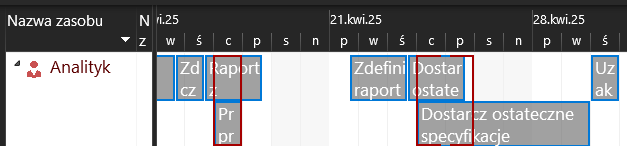 Nazwa zasobu N z
vi.25 21.kwi.25 28.kwi.25
w ś c p s n p w ś c p s n p w ś
Analityk
Zd cz
Raport z
Zdefini raport
Dostar ostate
Uz ak
Pr pr
Dostarcz ostateczne
specyfikacje